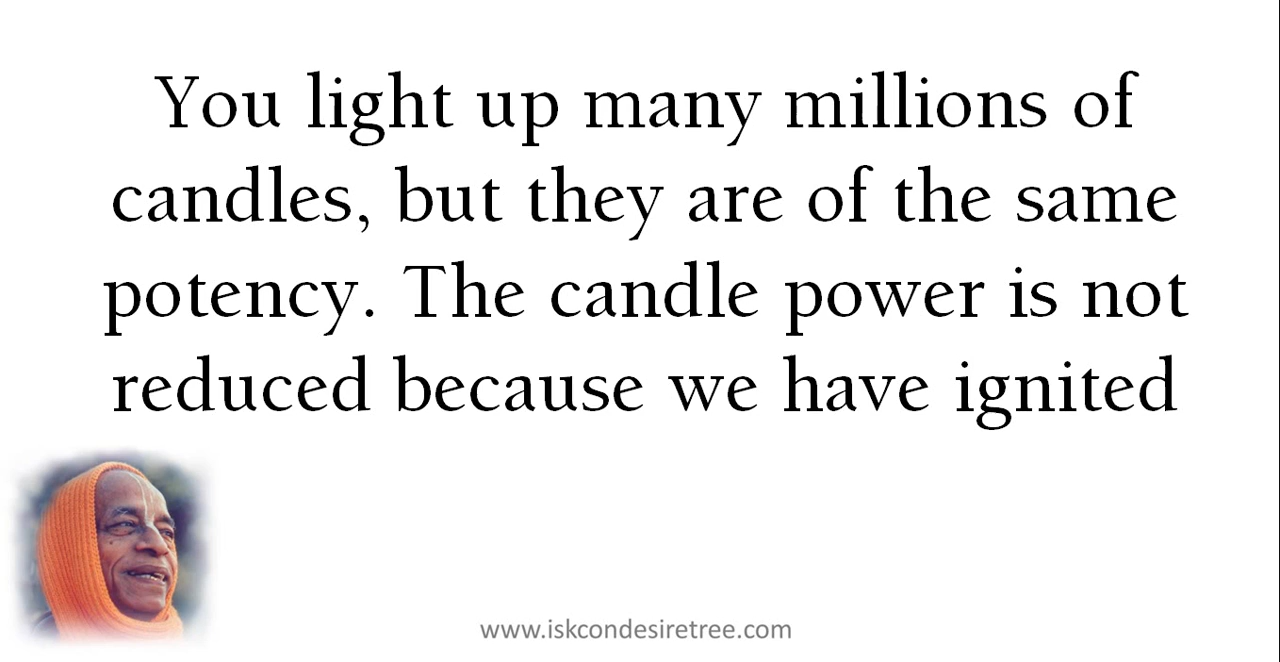 You light up many millions of
candles, but they are of the same
potency. The candle power is not
reduced because we have ignited
www.iskcondesiretree.com